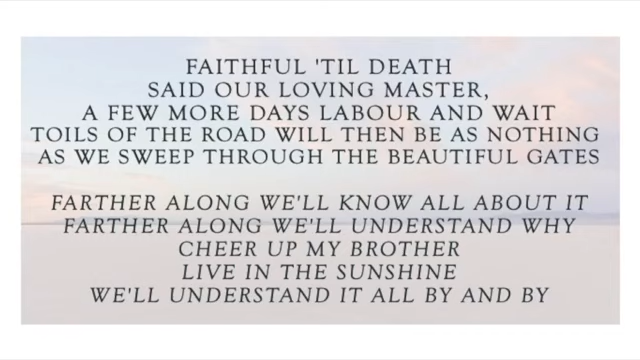 FAITHFUL 'TIL DEATH
SAID OUR LOVING MASTER,
A FEW MORE DAYS LABOUR AND WAIT
TOILS OF THE ROAD WILL THEN BE AS NOTHING
AS WE SWEEP THROUGH THE BEAUTIFUL GATES
FARTHER ALONG WE'LL KNOW ALL ABOUT IT
FARTHER ALONG WE'LL UNDERSTAND WHY
CHEER UP MY BROTHER
LIVE IN THE SUNSHINE
WE'LL UNDERSTAND IT ALL BY AND BY